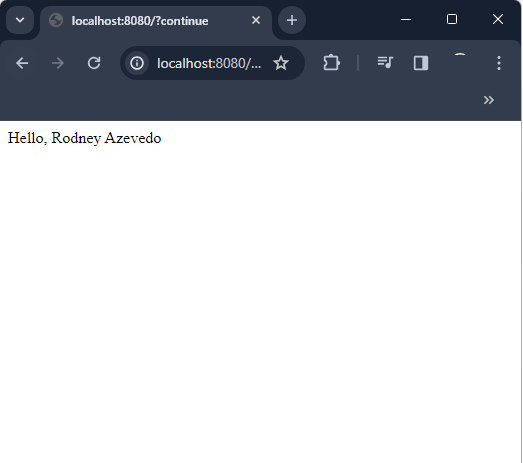 localhost:8080/?continue
localhost:8080/...
Hello, Rodney Azevedo